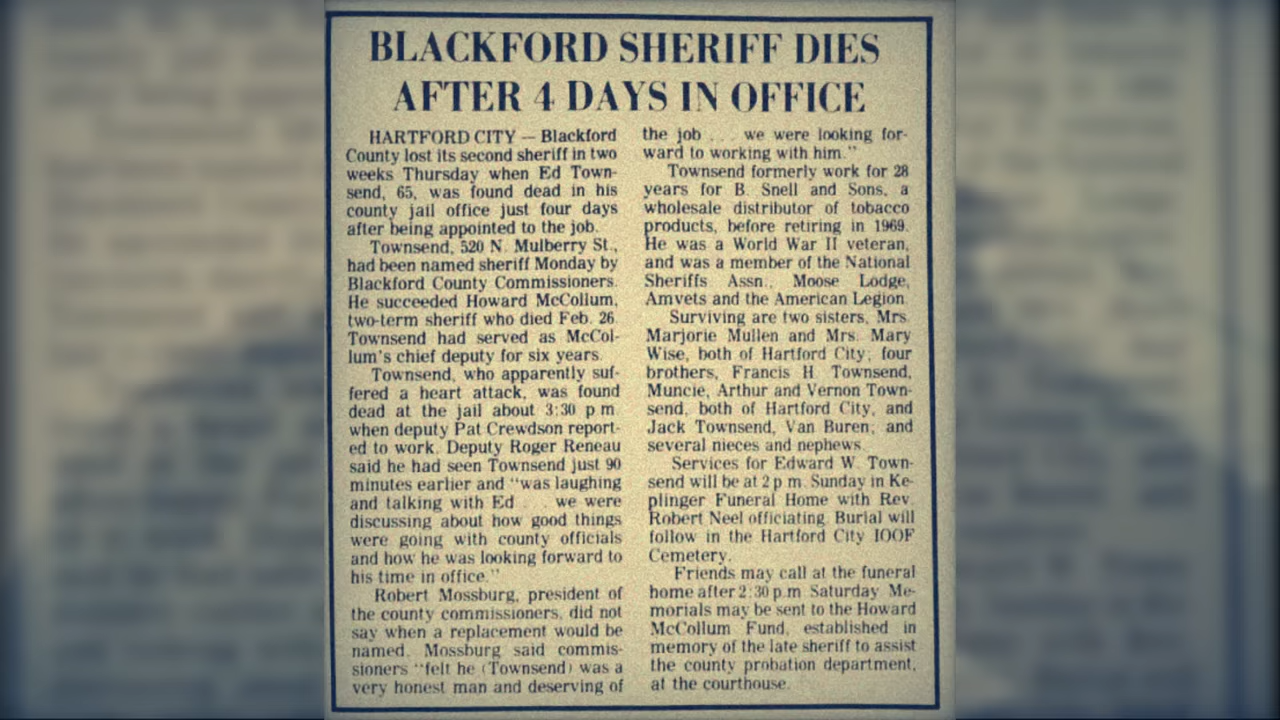 BLACKFORD SHERIFF DIES
AFTER 4 DAYS IN OFFICE
HARTFORD CITY — Blackford
County lost its second sheriff in two
weeks Thursday when Ed Town-
send, 65, was found dead in his
county jail office just four days
after being appointed to the job.
Townsend, 520 N. Mulberry St.,
had been named sheriff Monday by
Blackford County Commissioners.
He succeeded Howard McCollum,
two-term sheriff who died Feb. 26.
Townsend had served as McCol-
lum's chief deputy for six years.
Townsend, who apparently suf-
fered a heart attack, was found
dead at the jail about 3:30 p.m.
when deputy Pat Crewdson report-
ed to work. Deputy Roger Reneau
said he had seen Townsend just 90
minutes earlier and "was laughing
and talking with Ed . . . we were
discussing about how good things
were going with county officials
and how he was looking forward to
his time in office."
Robert Mossburg, president of
the county commissioners, did not
say when a replacement would be
named. Mossburg said commis-
sioners "felt he (Townsend) was a
very honest man and deserving of
the job . . . we were looking for-
ward to working with him."
Townsend formerly work for 28
years for B. Snell and Sons, a
wholesale distributor of tobacco
products, before retiring in 1969.
He was a World War II veteran,
and was a member of the National
Sheriffs Assn., Moose Lodge,
Amvets and the American Legion.
Surviving are two sisters, Mrs.
Marjorie Mullen and Mrs. Mary
Wise, both of Hartford City; four
brothers, Francis H. Townsend,
Muncie, Arthur and Vernon Town-
send, both of Hartford City, and
Jack Townsend, Van Buren; and
several nieces and nephews.
Services for Edward W. Town-
send will be at 2 p.m. Sunday in Ke-
plinger Funeral Home with Rev.
Robert Neel officiating. Burial will
follow in the Hartford City IOOF
Cemetery.
Friends may call at the funeral
home after 2:30 p.m. Saturday. Me-
morials may be sent to the Howard
McCollum Fund, established in
memory of the late sheriff to assist
the county probation department,
at the courthouse.